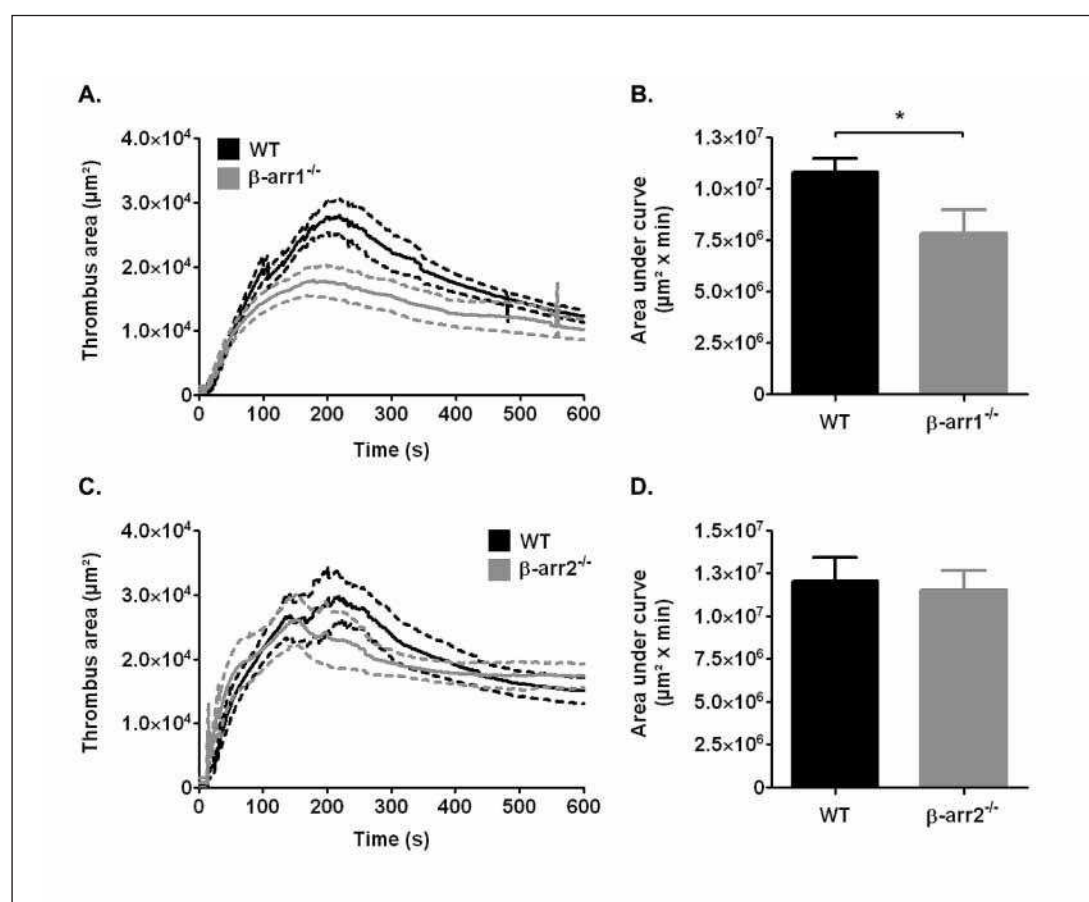 A.
Thrombus area (µm²)
4.0×10⁴
3.0×10⁴
2.0×10⁴
1.0×10⁴
0
WT
β-arr1⁻/⁻
0 100 200 300 400 500 600
Time (s)
B.
Area under curve
(µm² x min)
1.3×10⁷
1.0×10⁷
7.5×10⁶
5.0×10⁶
2.5×10⁶
0
*
WT β-arr1⁻/⁻
C.
Thrombus area (µm²)
4.0×10⁴
3.0×10⁴
2.0×10⁴
1.0×10⁴
0
WT
β-arr2⁻/⁻
0 100 200 300 400 500 600
Time (s)
D.
Area under curve
(µm² x min)
1.5×10⁷
1.3×10⁷
1.0×10⁷
7.5×10⁶
5.0×10⁶
2.5×10⁶
0
WT β-arr2⁻/⁻